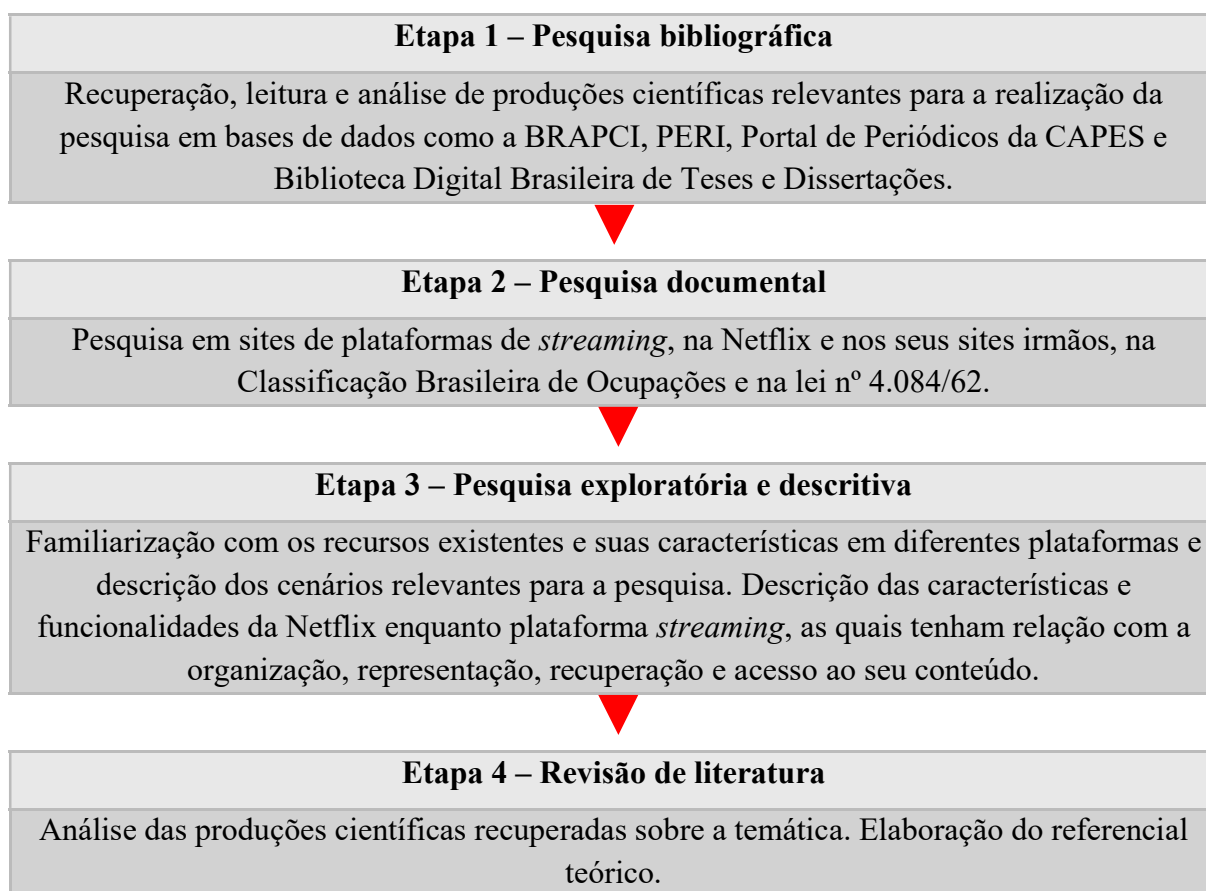 Etapa 1 – Pesquisa bibliográfica
Recuperação, leitura e análise de produções científicas relevantes para a realização da
pesquisa em bases de dados como a BRAPCI, PERI, Portal de Periódicos da CAPES e
Biblioteca Digital Brasileira de Teses e Dissertações.
Etapa 2 – Pesquisa documental
Pesquisa em sites de plataformas de streaming, na Netflix e nos seus sites irmãos, na
Classificação Brasileira de Ocupações e na lei nº 4.084/62.
Etapa 3 – Pesquisa exploratória e descritiva
Familiarização com os recursos existentes e suas características em diferentes plataformas e
descrição dos cenários relevantes para a pesquisa. Descrição das características e
funcionalidades da Netflix enquanto plataforma streaming, as quais tenham relação com a
organização, representação, recuperação e acesso ao seu conteúdo.
Etapa 4 – Revisão de literatura
Análise das produções científicas recuperadas sobre a temática. Elaboração do referencial
teórico.